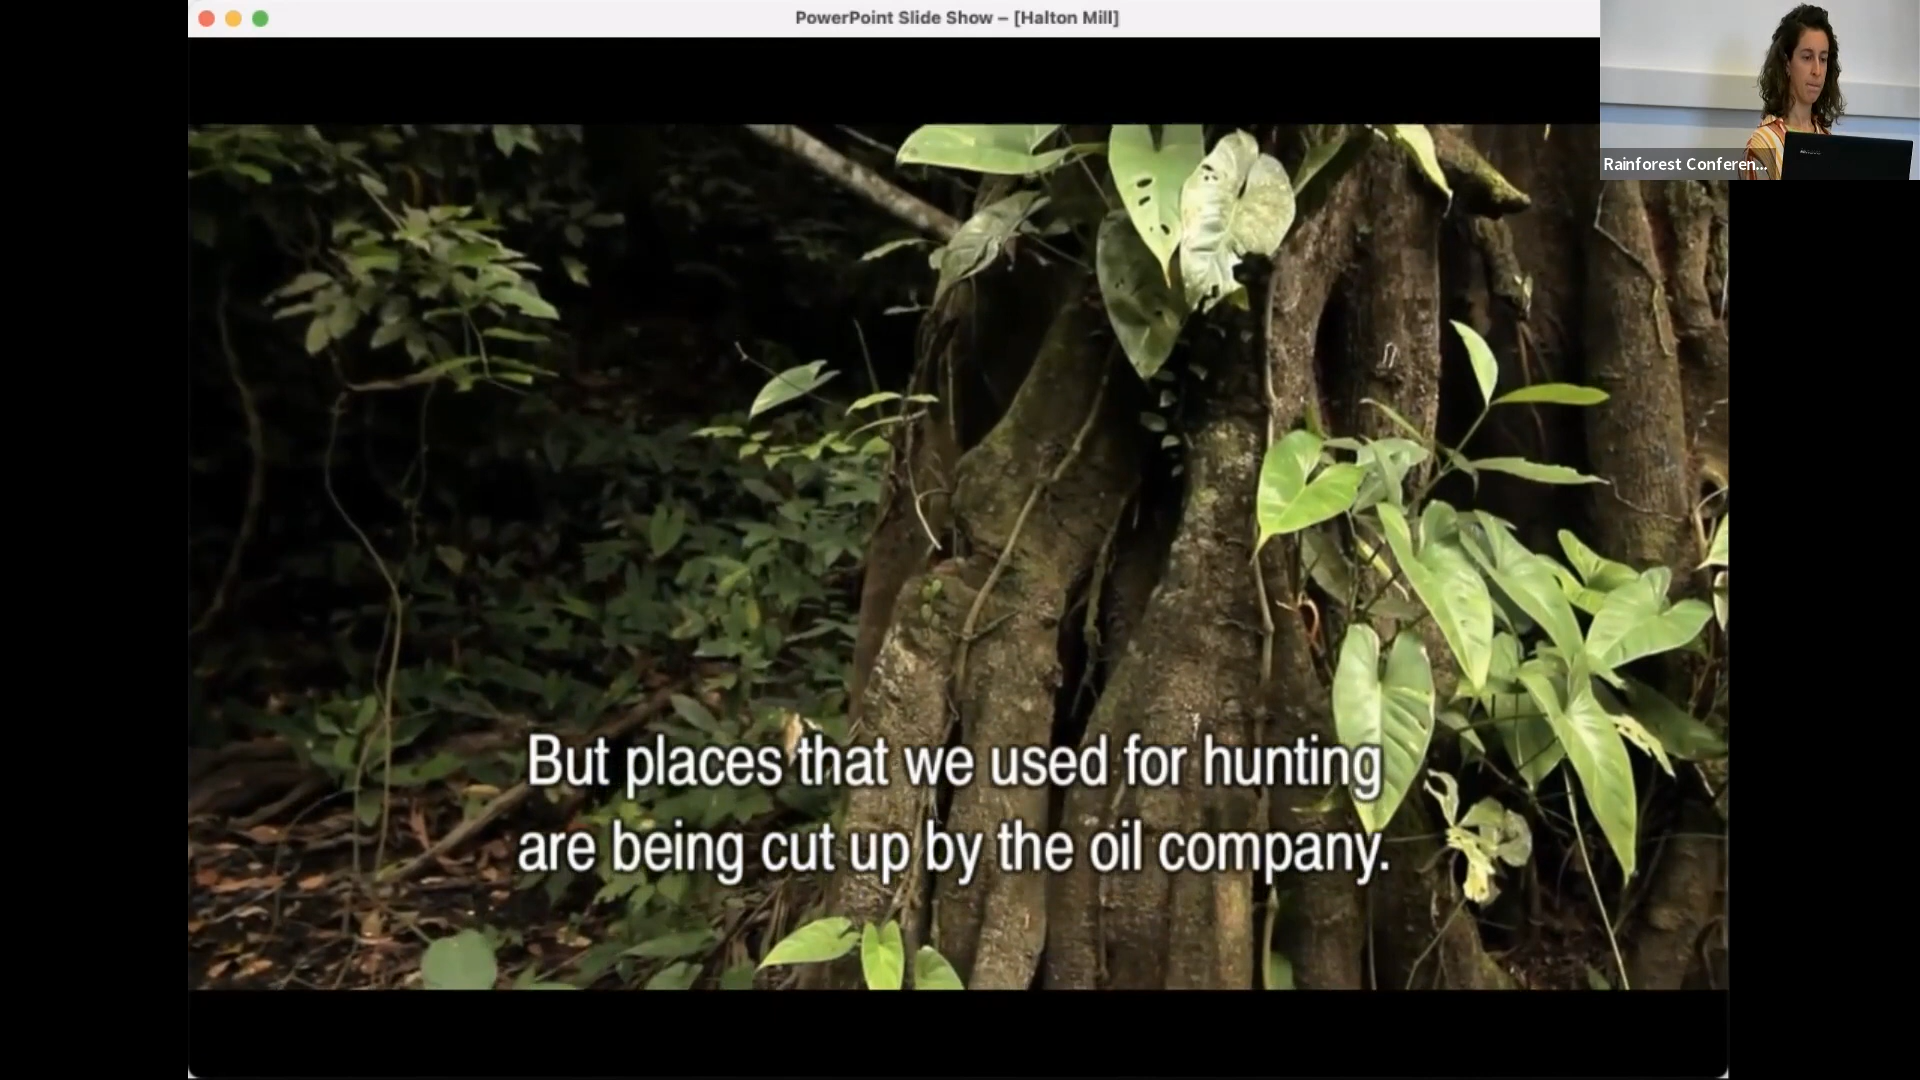 PowerPoint Slide Show – [Halton Mill]
Rainforest Conferen...
But places that we used for hunting
are being cut up by the oil company.